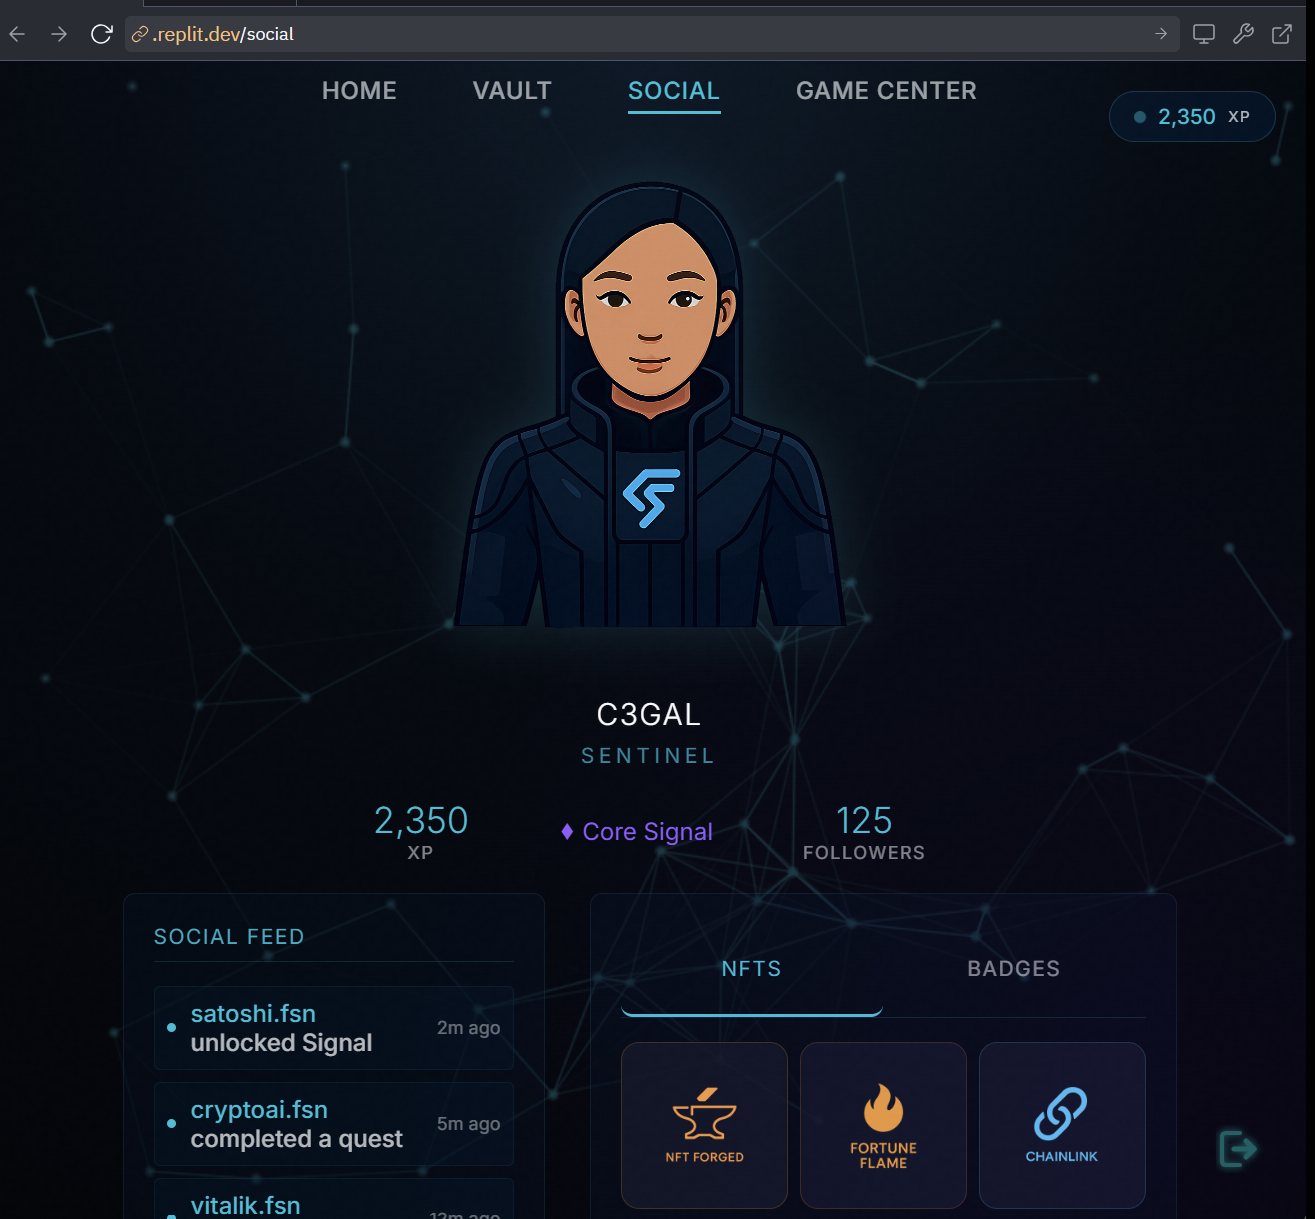 .replit.dev/social
HOME VAULT SOCIAL GAME CENTER
2,350 XP
C3GAL
SENTINEL
2,350
XP
Core Signal
125
FOLLOWERS
SOCIAL FEED
satoshi.fsn
unlocked Signal
2m ago
cryptoai.fsn
completed a quest
5m ago
vitalik.fsn
12m ago
NFTS BADGES
NFT FORGED
FORTUNE
FLAME
CHAINLINK